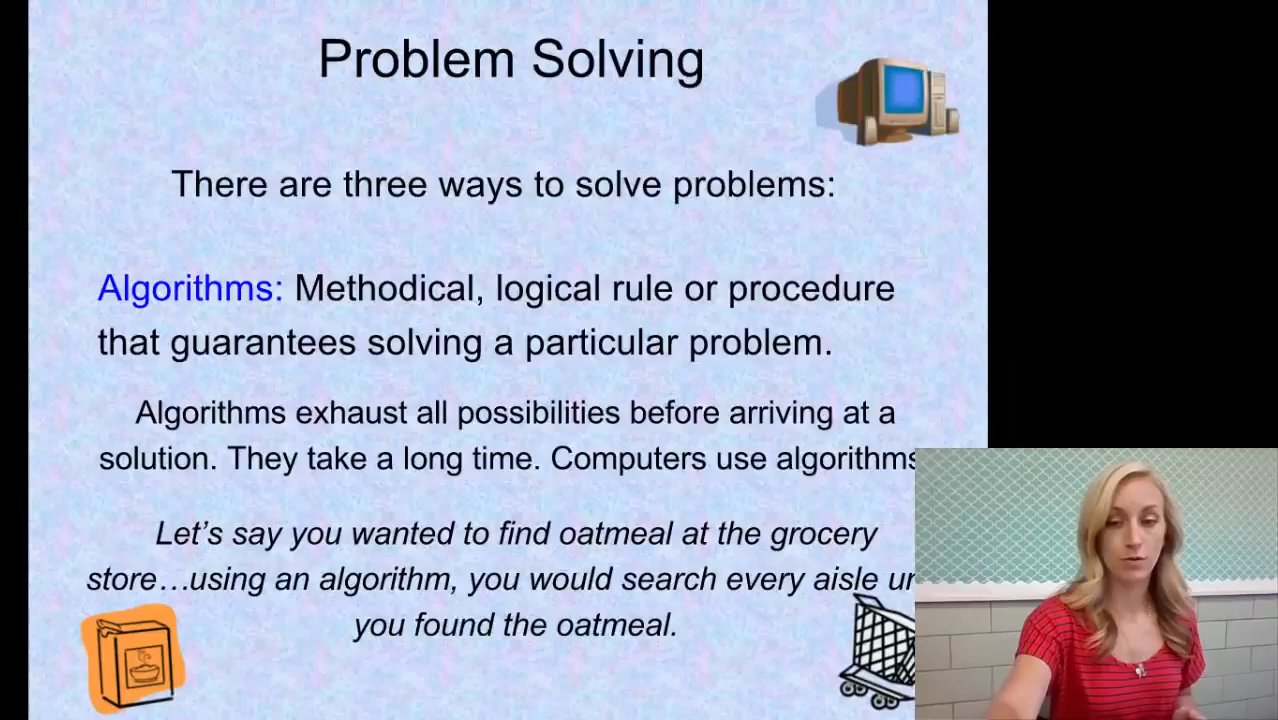 Problem Solving
There are three ways to solve problems:
Algorithms: Methodical, logical rule or procedure
that guarantees solving a particular problem.
Algorithms exhaust all possibilities before arriving at a
solution. They take a long time. Computers use algorithms
Let’s say you wanted to find oatmeal at the grocery
store…using an algorithm, you would search every aisle
you found the oatmeal.